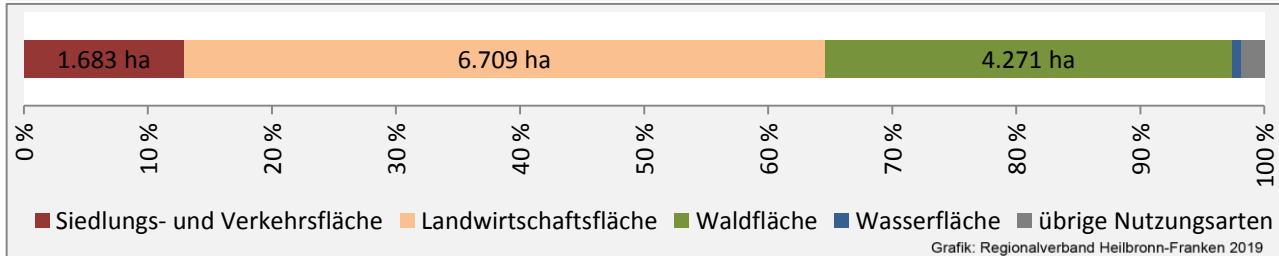 1.683 ha 6.709 ha 4.271 ha
0 % 10 % 20 % 30 % 40 % 50 % 60 % 70 % 80 % 90 % 100 %
Siedlungs- und Verkehrsfläche Landwirtschaftsfläche Waldfläche Wasserfläche übrige Nutzungsarten
Grafik: Regionalverband Heilbronn-Franken 2019